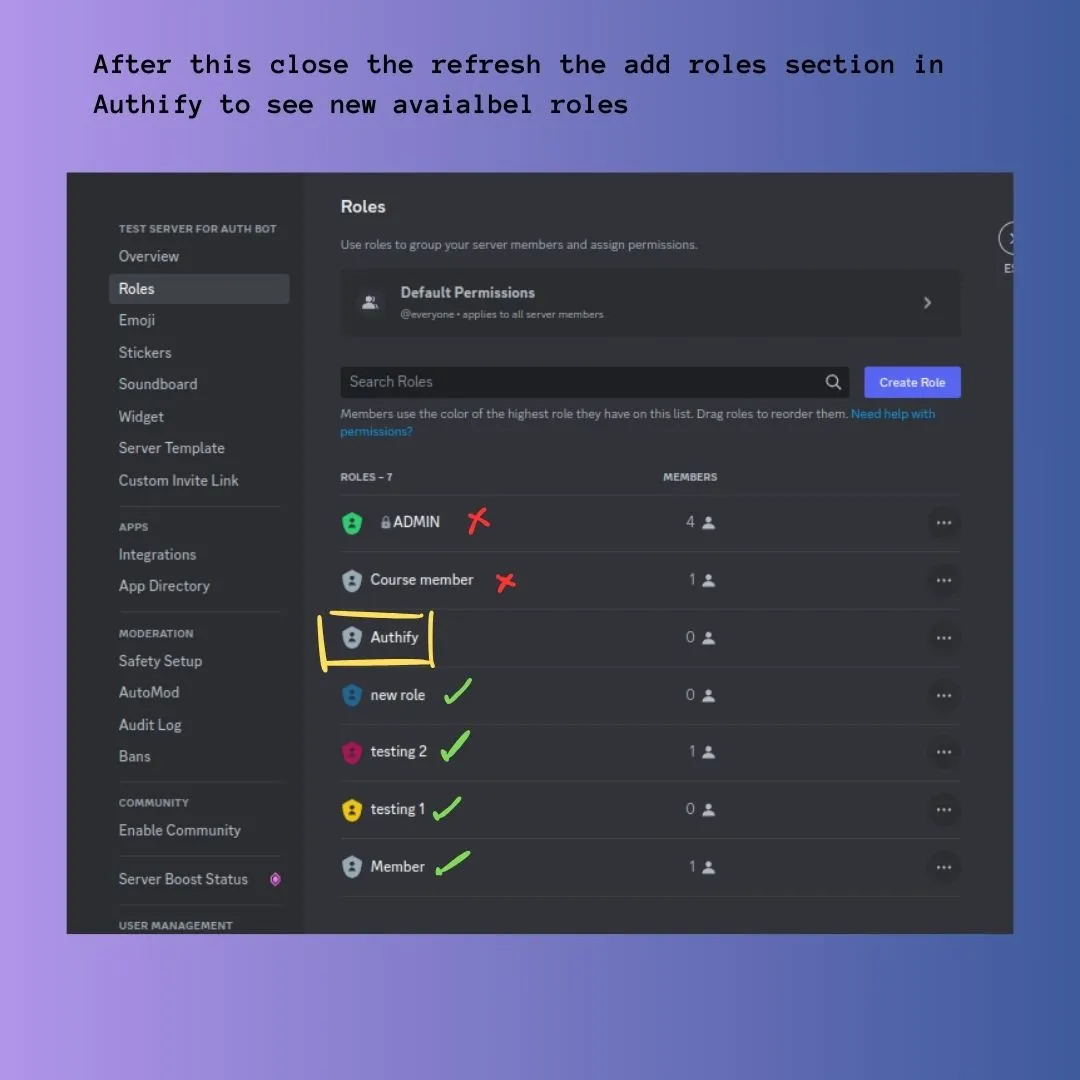 After this close the refresh the add roles section in
Authify to see new avaialbel roles
TEST SERVER FOR AUTH BOT
Overview
Roles
Emoji
Stickers
Soundboard
Widget
Server Template
Custom Invite Link
APPS
Integrations
App Directory
MODERATION
Safety Setup
AutoMod
Audit Log
Bans
COMMUNITY
Enable Community
Server Boost Status
USER MANAGEMENT
Roles
Use roles to group your server members and assign permissions.
Default Permissions
@everyone • applies to all server members
Search Roles
Create Role
Members use the color of the highest role they have on this list. Drag roles to reorder them. Need help with
permissions?
ROLES – 7 MEMBERS
ADMIN 4
Course member 1
Authify 0
new role 0
testing 2 1
testing 1 0
Member 1